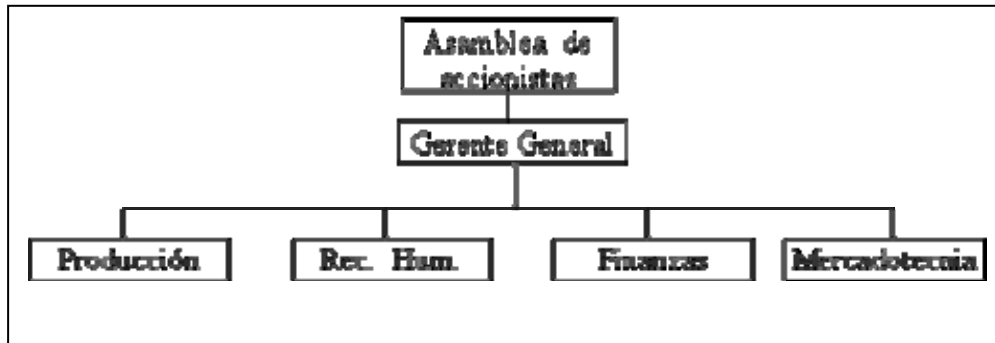 Asamblea de
accionistas
Gerente General
Producción
Rec. Hum.
Finanzas
Mercadotecnia